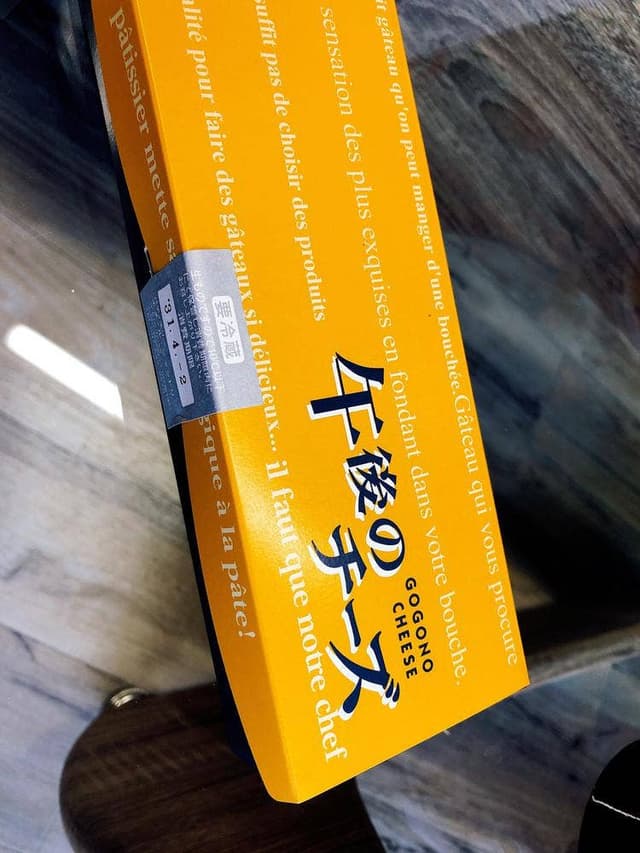 午後の
チーズ
GOGONO
CHEESE
it gâteau qu'on peut manger d'une bouchée.Gâteau qui vous procure
sensation des plus exquises en fondant dans votre bouche.
suffit pas de choisir des produits
alité pour faire des gâteaux si délicieux... il faut que notre chef
pâtissier mette
gique à la pâte!
要冷蔵
31.4.-2